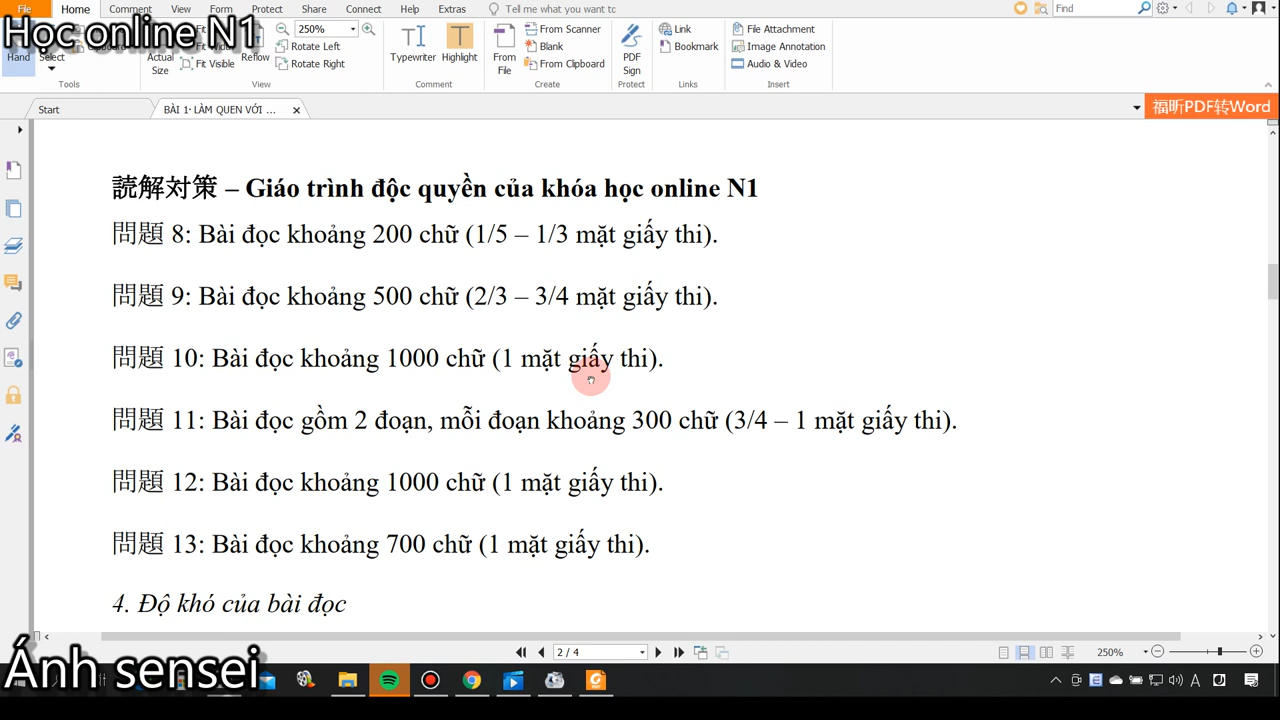 File Home Comment View Form Protect Share Connect Help Extras Tell me what you want tc Find
Học online N1
Hand Select
Actual Size
Fit Visible
Reflow
250%
Rotate Left
Rotate Right
Typewriter Highlight
From File
From Scanner
Blank
From Clipboard
PDF Sign
Link
Bookmark
File Attachment
Image Annotation
Audio & Video
Tools View Comment Create Protect Links Insert
Start BÀI 1· LÀM QUEN VỚI ... 福昕PDF转Word
読解対策 – Giáo trình độc quyền của khóa học online N1
問題 8: Bài đọc khoảng 200 chữ (1/5 – 1/3 mặt giấy thi).
問題 9: Bài đọc khoảng 500 chữ (2/3 – 3/4 mặt giấy thi).
問題 10: Bài đọc khoảng 1000 chữ (1 mặt giấy thi).
問題 11: Bài đọc gồm 2 đoạn, mỗi đoạn khoảng 300 chữ (3/4 – 1 mặt giấy thi).
問題 12: Bài đọc khoảng 1000 chữ (1 mặt giấy thi).
問題 13: Bài đọc khoảng 700 chữ (1 mặt giấy thi).
4. Độ khó của bài đọc
2 / 4 250%
Ánh sensei